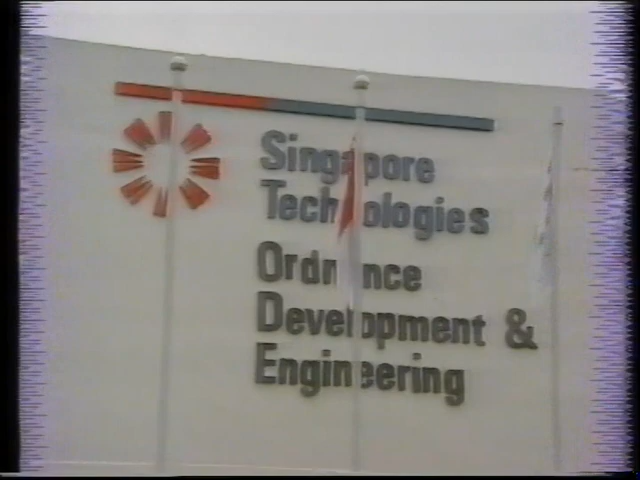 Singapore
Technologies
Ordnance
Development &
Engineering